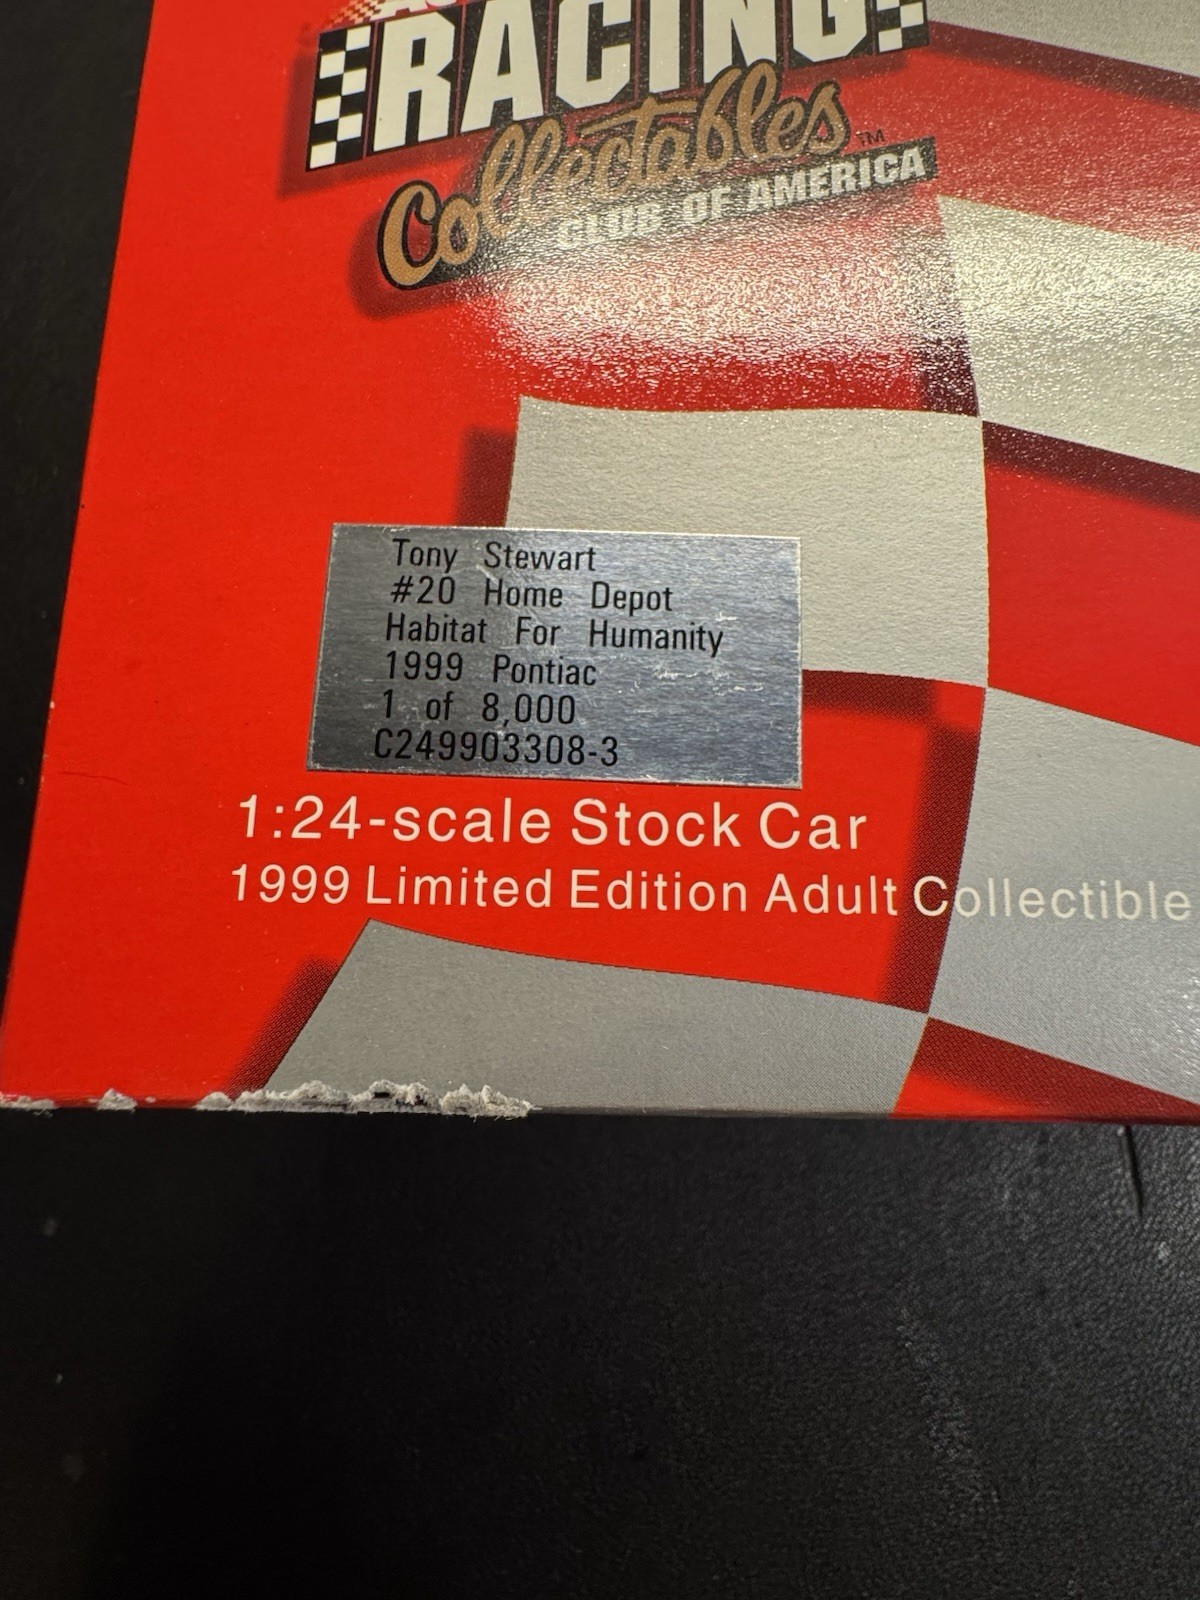 RACING
Collectables™
CLUB OF AMERICA
Tony Stewart
#20 Home Depot
Habitat For Humanity
1999 Pontiac
1 of 8,000
C249903308-3
1:24-scale Stock Car
1999 Limited Edition Adult Collectible